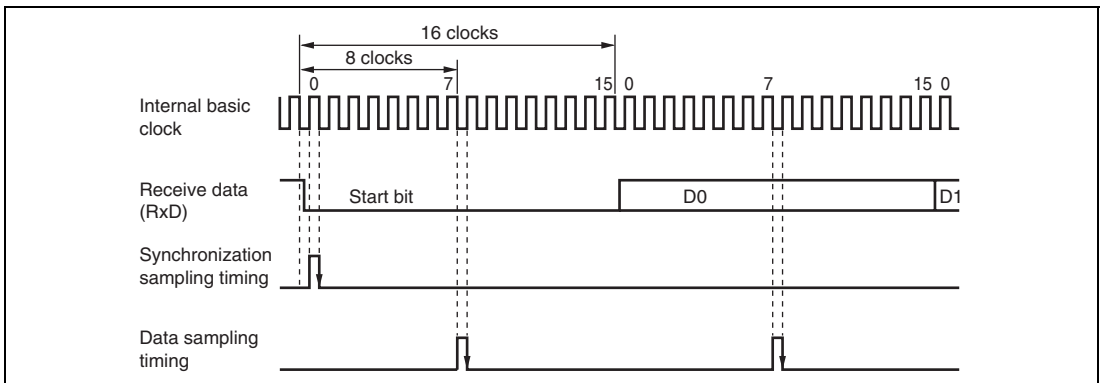 16 clocks
8 clocks
0 7 15 0 7 15 0
Internal basic
clock
Receive data
(RxD)
Start bit D0 D1
Synchronization
sampling timing
Data sampling
timing